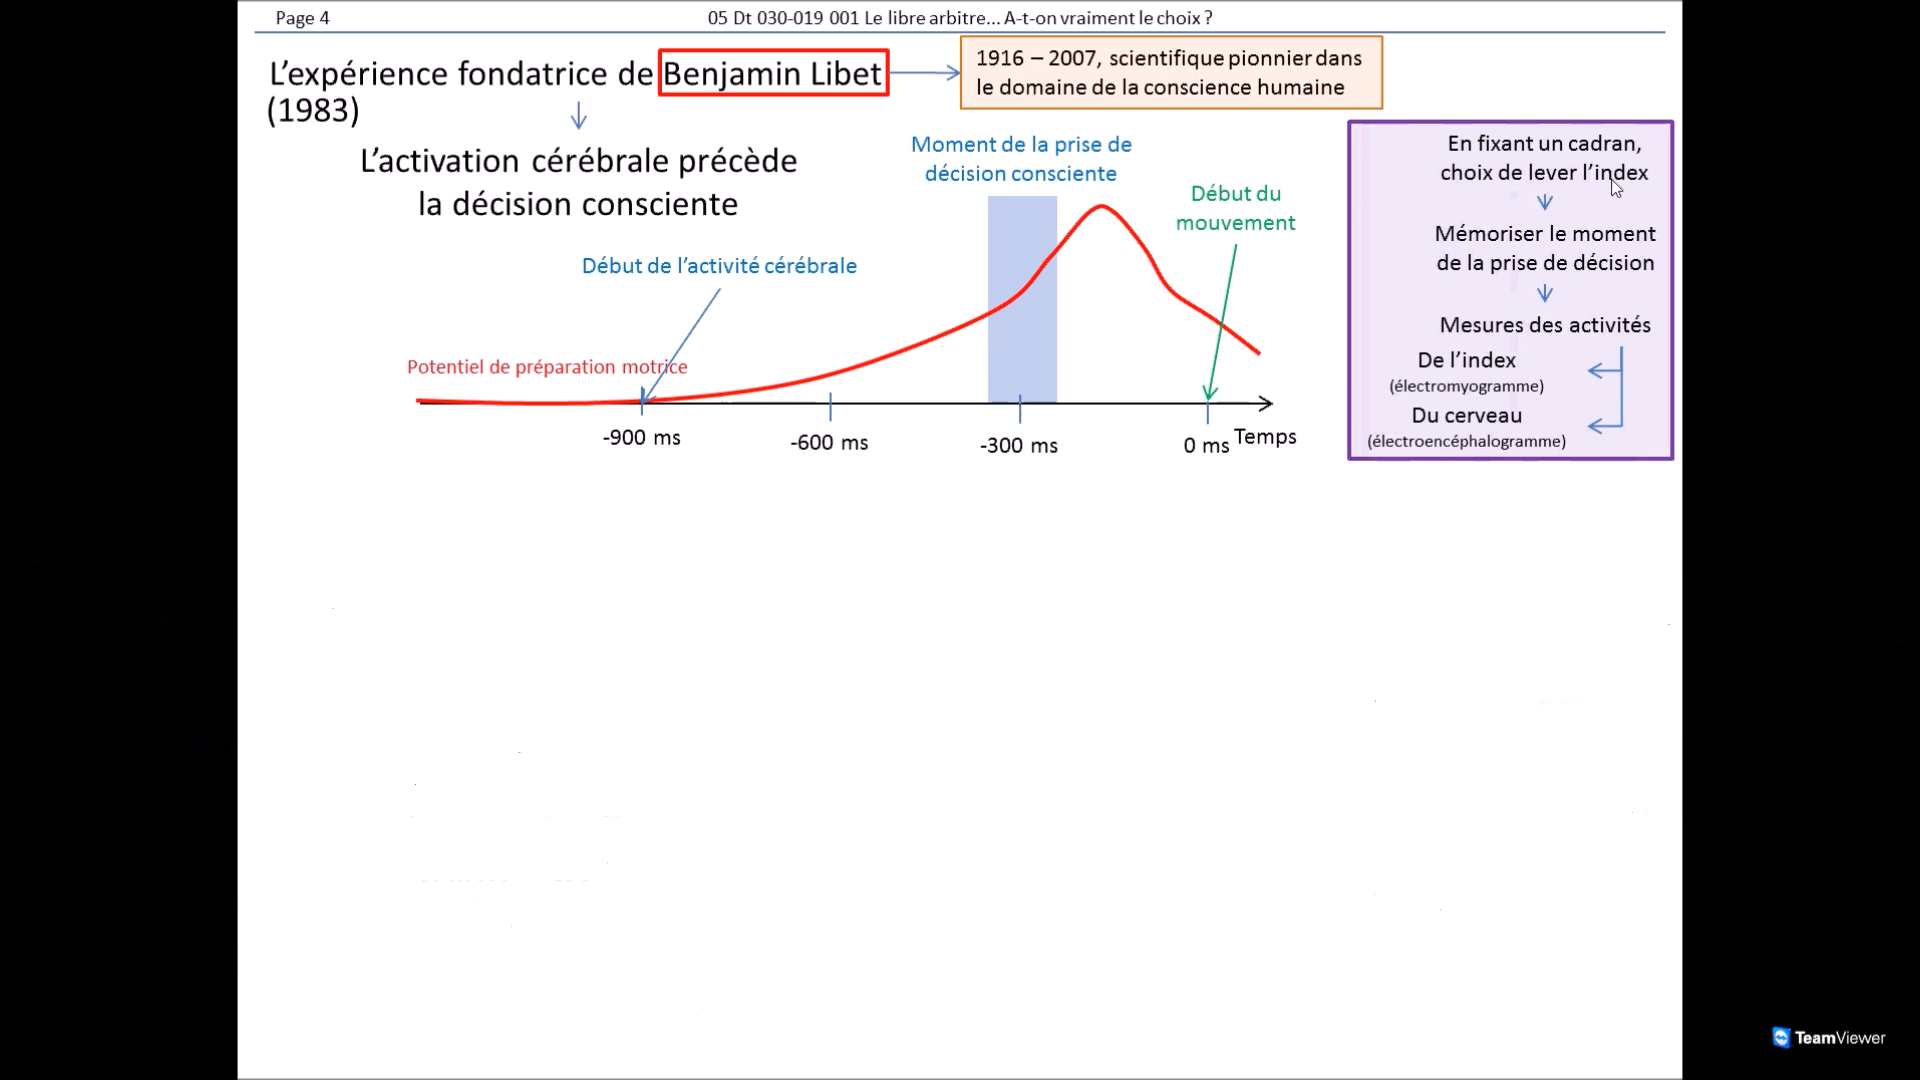 Page 4
05 Dt 030-019 001 Le libre arbitre... A-t-on vraiment le choix ?
L'expérience fondatrice de Benjamin Libet
(1983)
1916 – 2007, scientifique pionnier dans
le domaine de la conscience humaine
L'activation cérébrale précède
la décision consciente
Moment de la prise de
décision consciente
Début du
mouvement
Début de l'activité cérébrale
Potentiel de préparation motrice
-900 ms
-600 ms
-300 ms
0 ms
Temps
En fixant un cadran,
choix de lever l'index
Mémoriser le moment
de la prise de décision
Mesures des activités
De l'index
(électromyogramme)
Du cerveau
(électroencéphalogramme)
TeamViewer